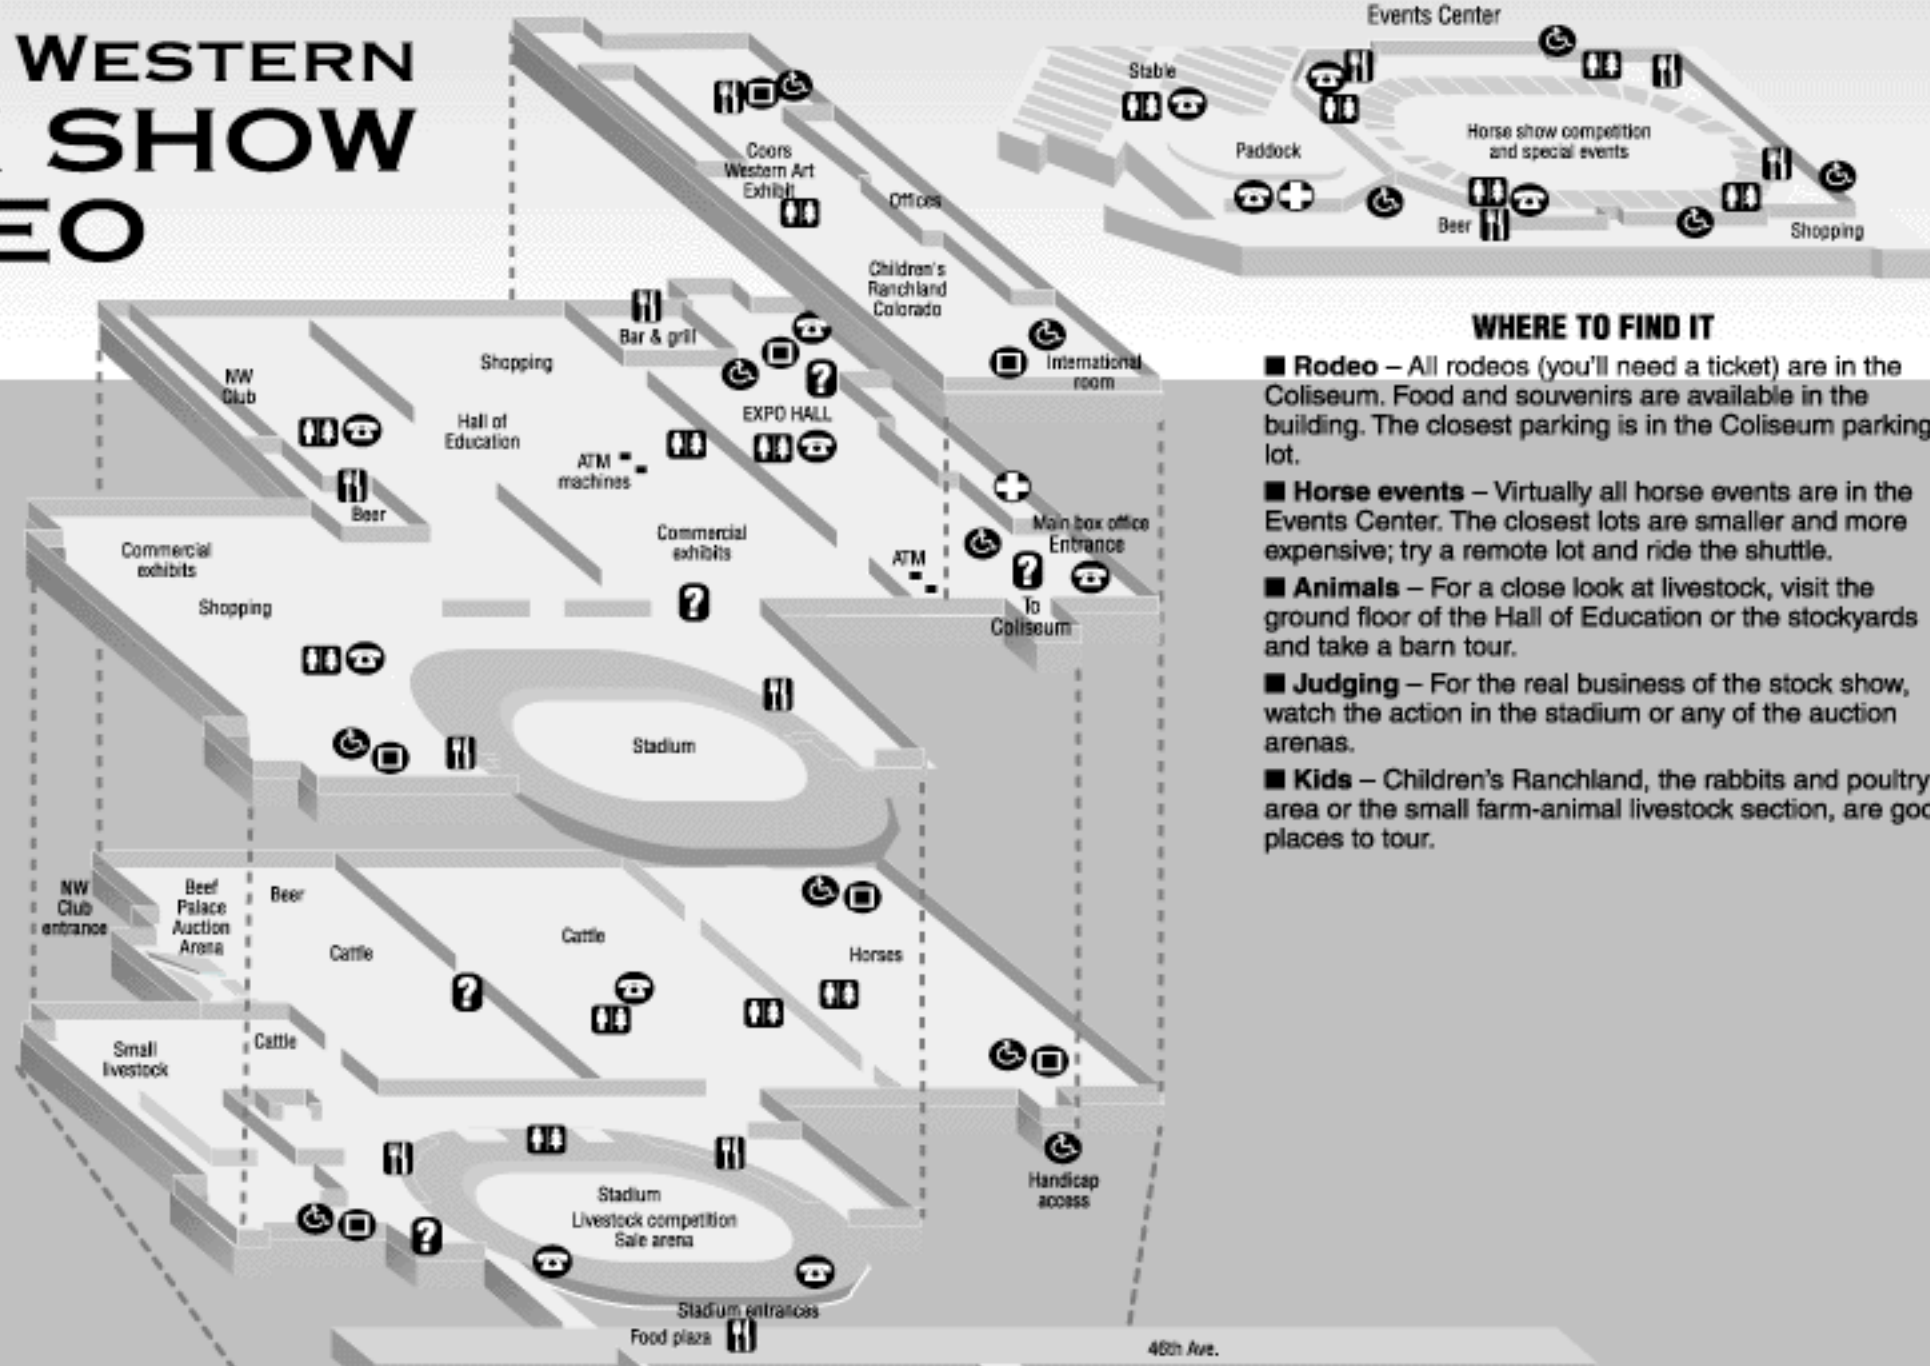 WESTERN
SHOW
EO
Events Center
Stable
Paddock
Horse show competition
and special events
Beer
Shopping
Coors
Western Art
Exhibit
Offices
Children's
Ranchland
Colorado
International
room
Bar & grill
Shopping
NW
Club
Hall of
Education
EXPO HALL
ATM
machines
Beer
Commercial
exhibits
Main box office
Entrance
ATM
To
Coliseum
Commercial
exhibits
Shopping
Stadium
NW
Club
entrance
Beef
Palace
Auction
Arena
Beer
Cattle
Cattle
Horses
Small
livestock
Cattle
Handicap
access
Stadium
Livestock competition
Sale arena
Stadium entrances
Food plaza
46th Ave.
WHERE TO FIND IT
■ Rodeo – All rodeos (you'll need a ticket) are in the
Coliseum. Food and souvenirs are available in the
building. The closest parking is in the Coliseum parking
lot.
■ Horse events – Virtually all horse events are in the
Events Center. The closest lots are smaller and more
expensive; try a remote lot and ride the shuttle.
■ Animals – For a close look at livestock, visit the
ground floor of the Hall of Education or the stockyards
and take a barn tour.
■ Judging – For the real business of the stock show,
watch the action in the stadium or any of the auction
arenas.
■ Kids – Children's Ranchland, the rabbits and poultry
area or the small farm-animal livestock section, are goo
places to tour.